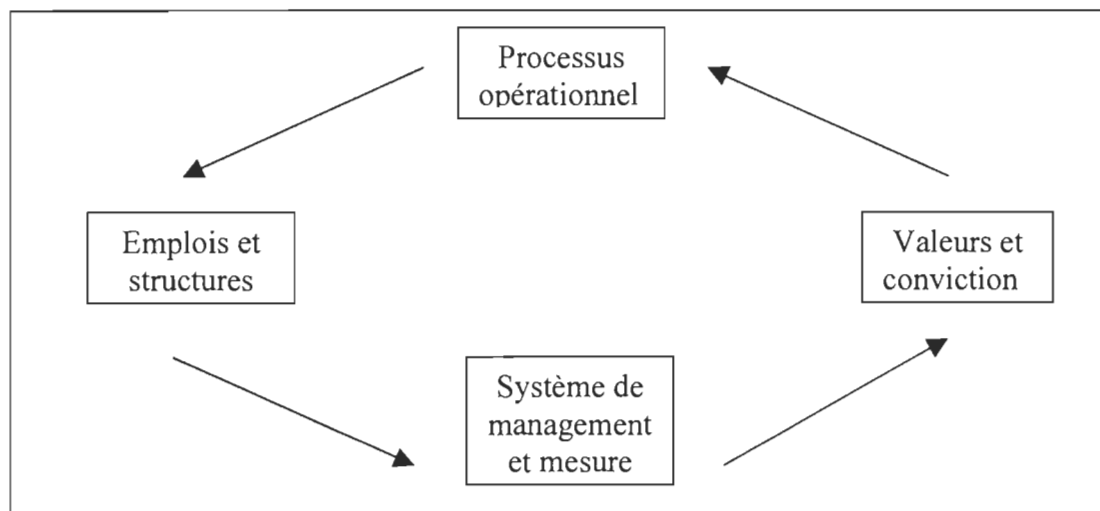 Processus
opérationnel
Emplois et
structures
Valeurs et
conviction
Système de
management
et mesure